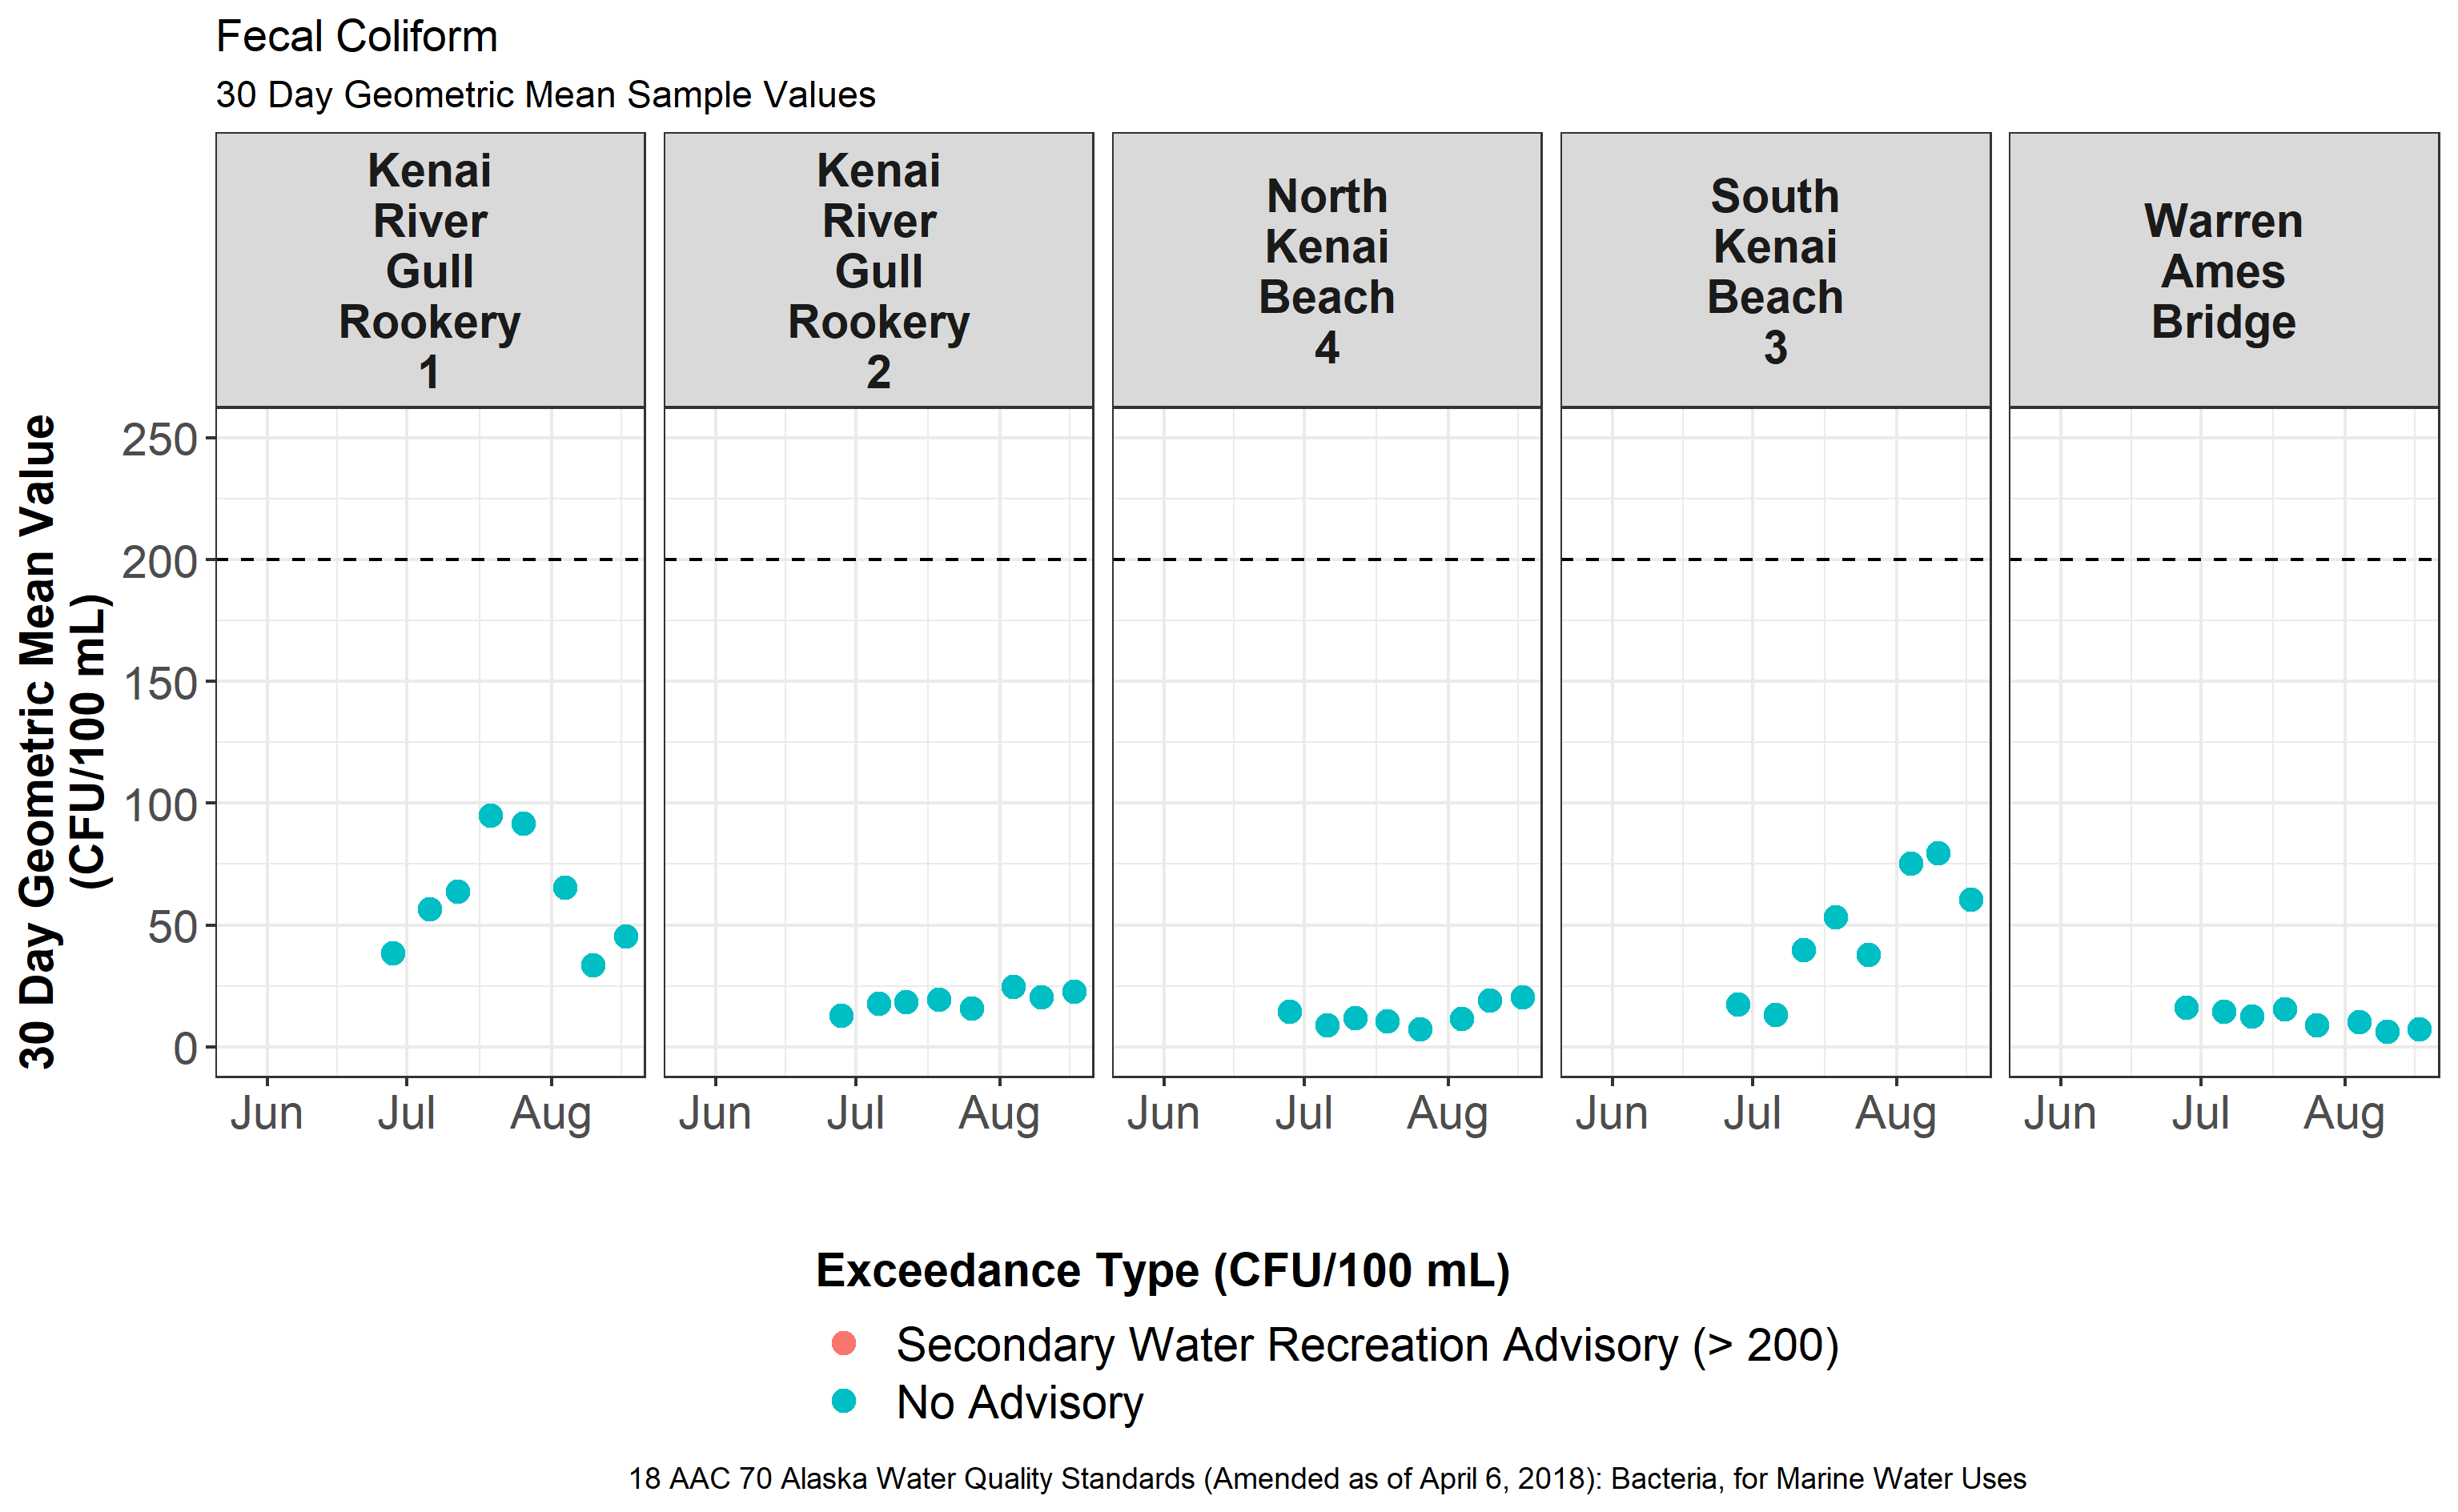 Fecal Coliform
30 Day Geometric Mean Sample Values
Kenai
River
Gull
Rookery
1
Kenai
River
Gull
Rookery
2
North
Kenai
Beach
4
South
Kenai
Beach
3
Warren
Ames
Bridge
30 Day Geometric Mean Value
(CFU/100 mL)
250
200
150
100
50
0
Jun Jul Aug
Jun Jul Aug
Jun Jul Aug
Jun Jul Aug
Jun Jul Aug
Exceedance Type (CFU/100 mL)
Secondary Water Recreation Advisory (> 200)
No Advisory
18 AAC 70 Alaska Water Quality Standards (Amended as of April 6, 2018): Bacteria, for Marine Water Uses